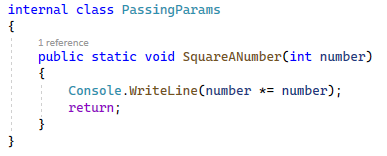 internal class PassingParams
{
1 reference
public static void SquareANumber(int number)
{
Console.WriteLine(number *= number);
return;
}
}